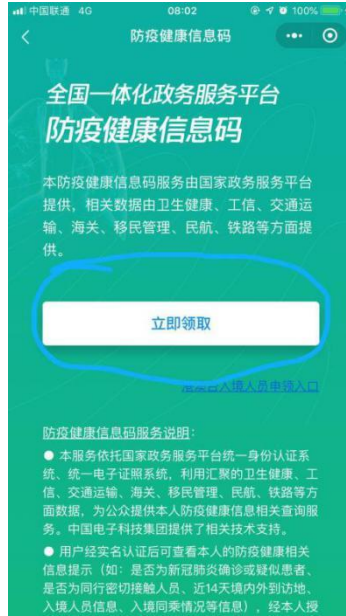 中国联通 4G 08:02 100%
防疫健康信息码
全国一体化政务服务平台
防疫健康信息码
本防疫健康信息码服务由国家政务服务平台
提供，相关数据由卫生健康、工信、交通运
输、海关、移民管理、民航、铁路等方面提
供。
立即领取
港澳台入境人员申领入口
防疫健康信息码服务说明：
● 本服务依托国家政务服务平台统一身份认证系
统、统一电子证照系统，利用汇聚的卫生健康、工
信、交通运输、海关、移民管理、民航、铁路等方
面数据，为公众提供本人防疫健康信息相关查询服
务。中国电子科技集团提供了相关技术支持。
● 用户经实名认证后可查看本人的防疫健康相关
信息提示（如：是否为新冠肺炎确诊或疑似患者、
是否为同行密切接触人员、近14天境内外到访地、
入境人员信息、入境同乘情况等信息），经本人授